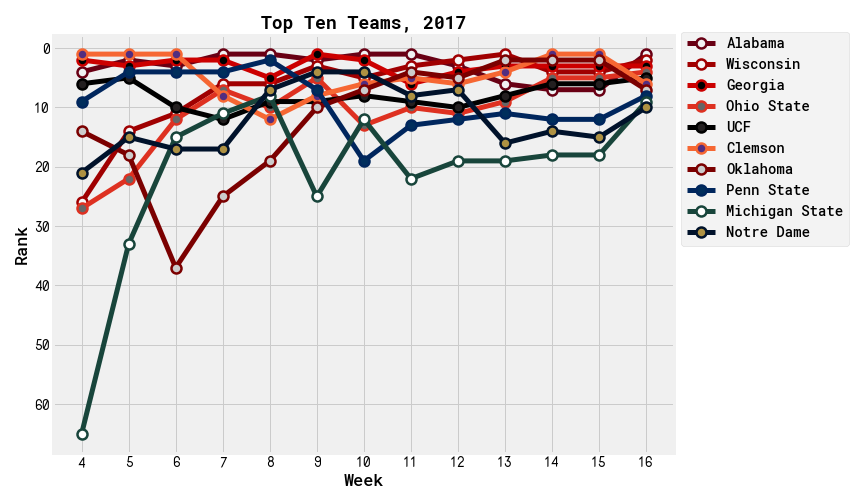 Top Ten Teams, 2017
0
10
20
30
40
50
60
Rank
4 5 6 7 8 9 10 11 12 13 14 15 16
Week
Alabama
Wisconsin
Georgia
Ohio State
UCF
Clemson
Oklahoma
Penn State
Michigan State
Notre Dame